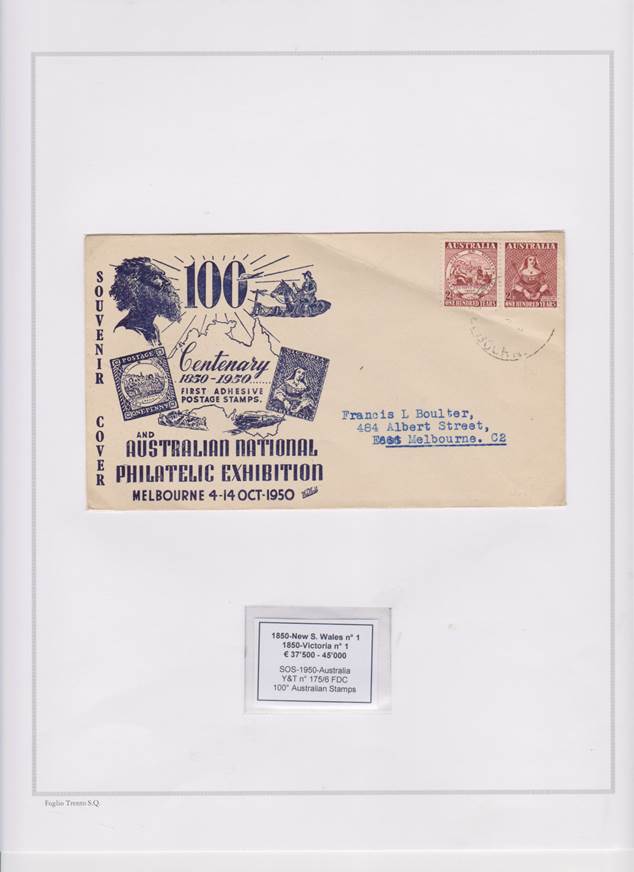 SOUVENIR COVER
100
Centenary
1850-1950......
FIRST ADHESIVE
POSTAGE STAMPS.
POSTAGE
ONE PENNY
VICTORIA
AND
AUSTRALIAN NATIONAL
PHILATELIC EXHIBITION
MELBOURNE 4-14 OCT-1950
AUSTRALIA
ONE HUNDRED YEARS
AUSTRALIA
ONE HUNDRED YEARS
Francis L Boulter,
484 Albert Street,
East Melbourne. C2
1850-New S. Wales n° 1
1850-Victoria n° 1
€ 37'500 - 45'000
SOS-1950-Australia
Y&T n° 175/6 FDC
100° Australian Stamps
Foglio Trento S.Q.